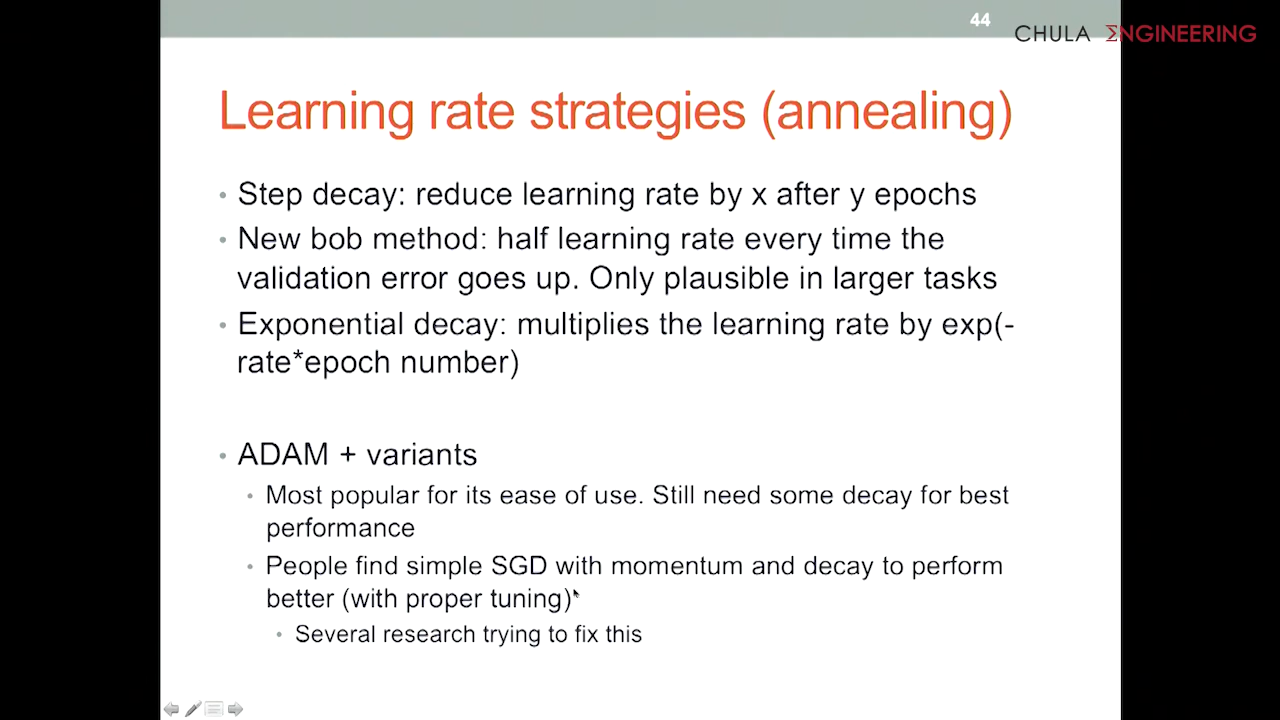 44
CHULA ΣNGINEERING
Learning rate strategies (annealing)
• Step decay: reduce learning rate by x after y epochs
• New bob method: half learning rate every time the
validation error goes up. Only plausible in larger tasks
• Exponential decay: multiplies the learning rate by exp(-
rate*epoch number)
• ADAM + variants
• Most popular for its ease of use. Still need some decay for best
performance
• People find simple SGD with momentum and decay to perform
better (with proper tuning)
• Several research trying to fix this